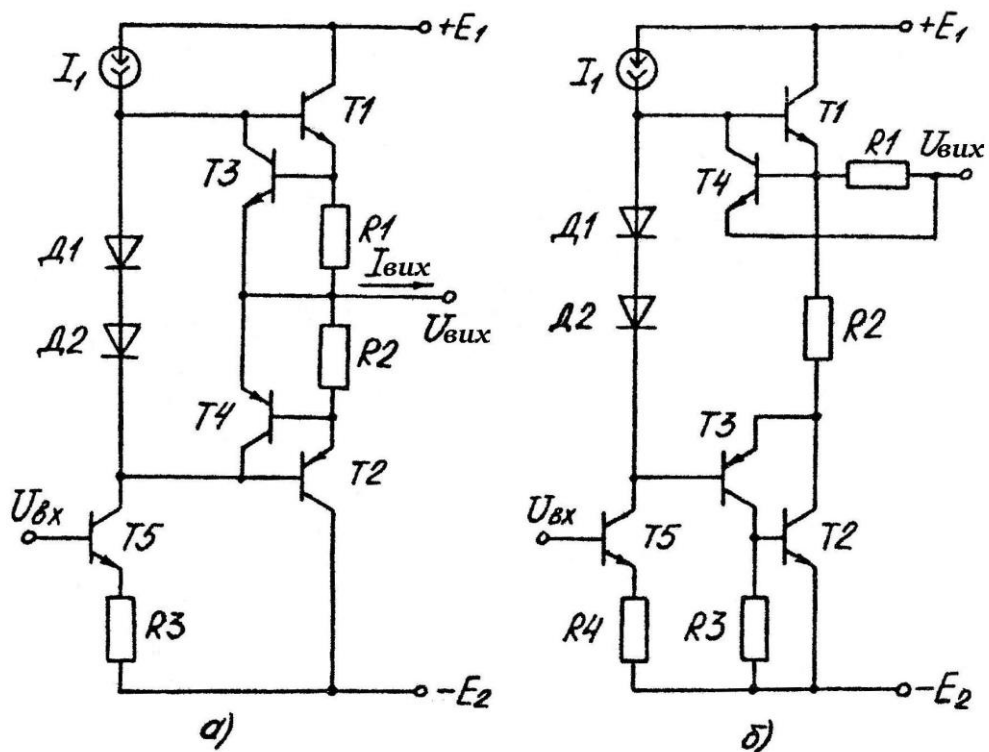 +E1
I1
T1
T3
R1
Д1
Iвих
Uвих
Д2
R2
T4
T2
Uвх
T5
R3
-E2
а)
+E1
I1
T1
R1
Uвих
T4
Д1
Д2
R2
T3
Uвх
T5
T2
R4
R3
-E2
б)